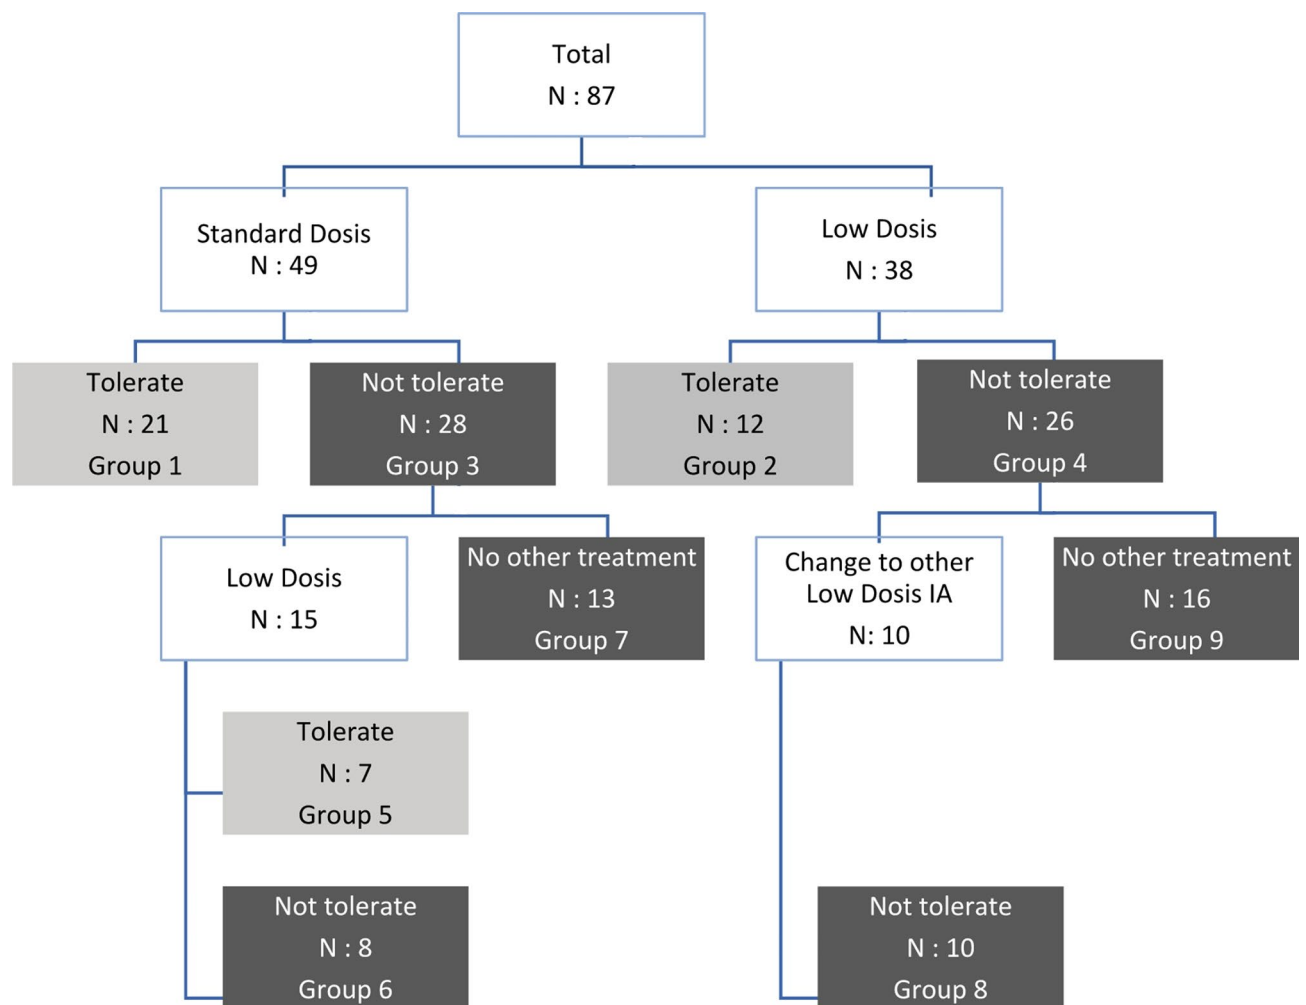 Total
N : 87
Standard Dosis
N : 49
Low Dosis
N : 38
Tolerate
N : 21
Group 1
Not tolerate
N : 28
Group 3
Tolerate
N : 12
Group 2
Not tolerate
N : 26
Group 4
Low Dosis
N : 15
No other treatment
N : 13
Group 7
Change to other
Low Dosis IA
N: 10
No other treatment
N : 16
Group 9
Tolerate
N : 7
Group 5
Not tolerate
N : 8
Group 6
Not tolerate
N : 10
Group 8